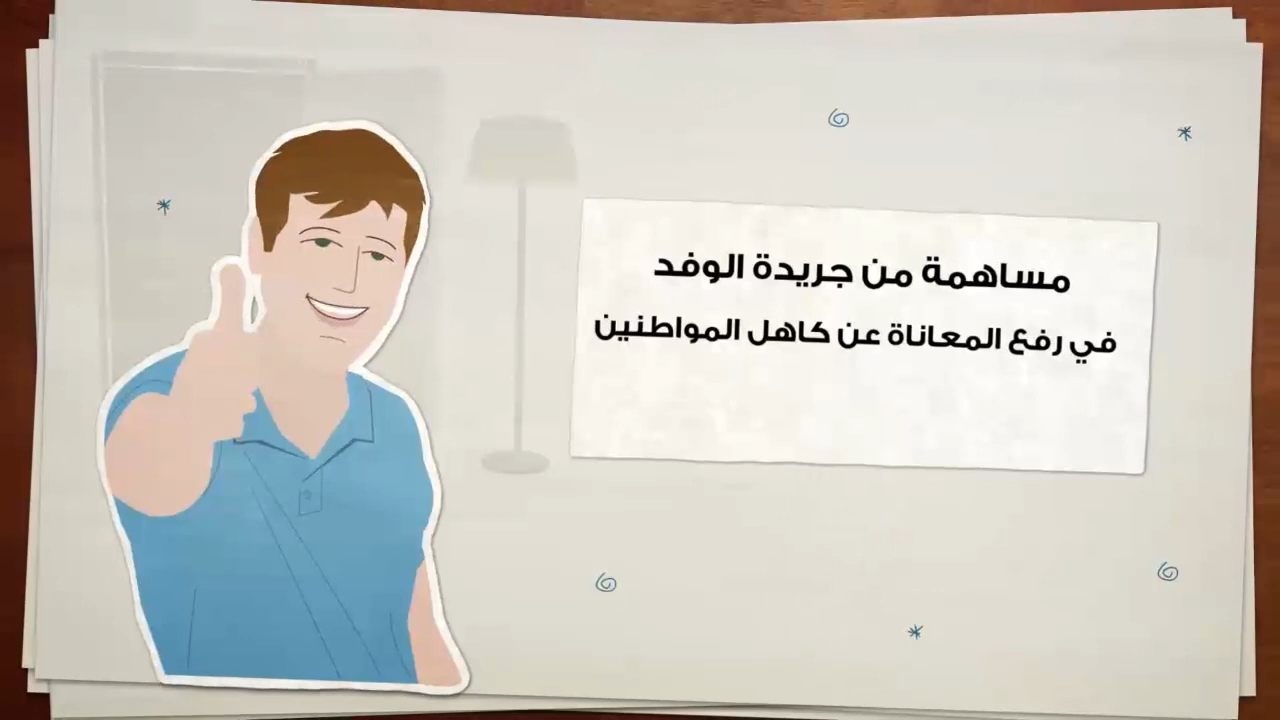 مساهمة من جريدة الوفد
في رفع المعاناة عن كاهل المواطنين